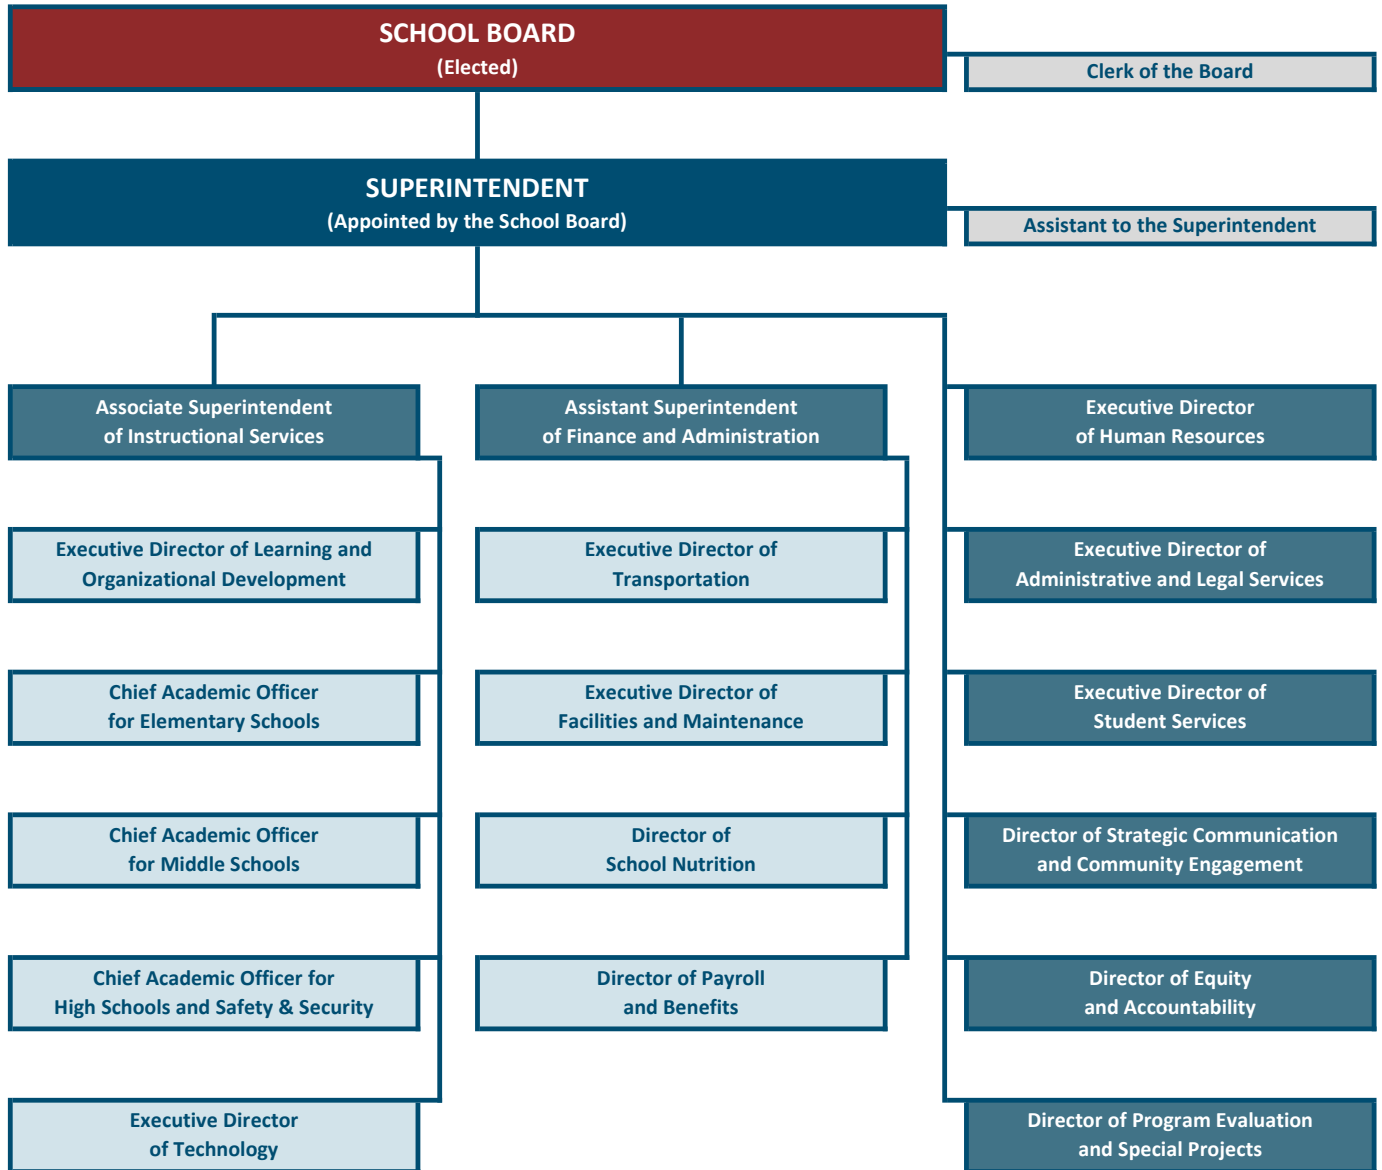 SCHOOL BOARD
(Elected)
Clerk of the Board
SUPERINTENDENT
(Appointed by the School Board)
Assistant to the Superintendent
Associate Superintendent
of Instructional Services
Assistant Superintendent
of Finance and Administration
Executive Director
of Human Resources
Executive Director of Learning and
Organizational Development
Executive Director of
Transportation
Executive Director of
Administrative and Legal Services
Chief Academic Officer
for Elementary Schools
Executive Director of
Facilities and Maintenance
Executive Director of
Student Services
Chief Academic Officer
for Middle Schools
Director of
School Nutrition
Director of Strategic Communication
and Community Engagement
Chief Academic Officer for
High Schools and Safety & Security
Director of Payroll
and Benefits
Director of Equity
and Accountability
Executive Director
of Technology
Director of Program Evaluation
and Special Projects